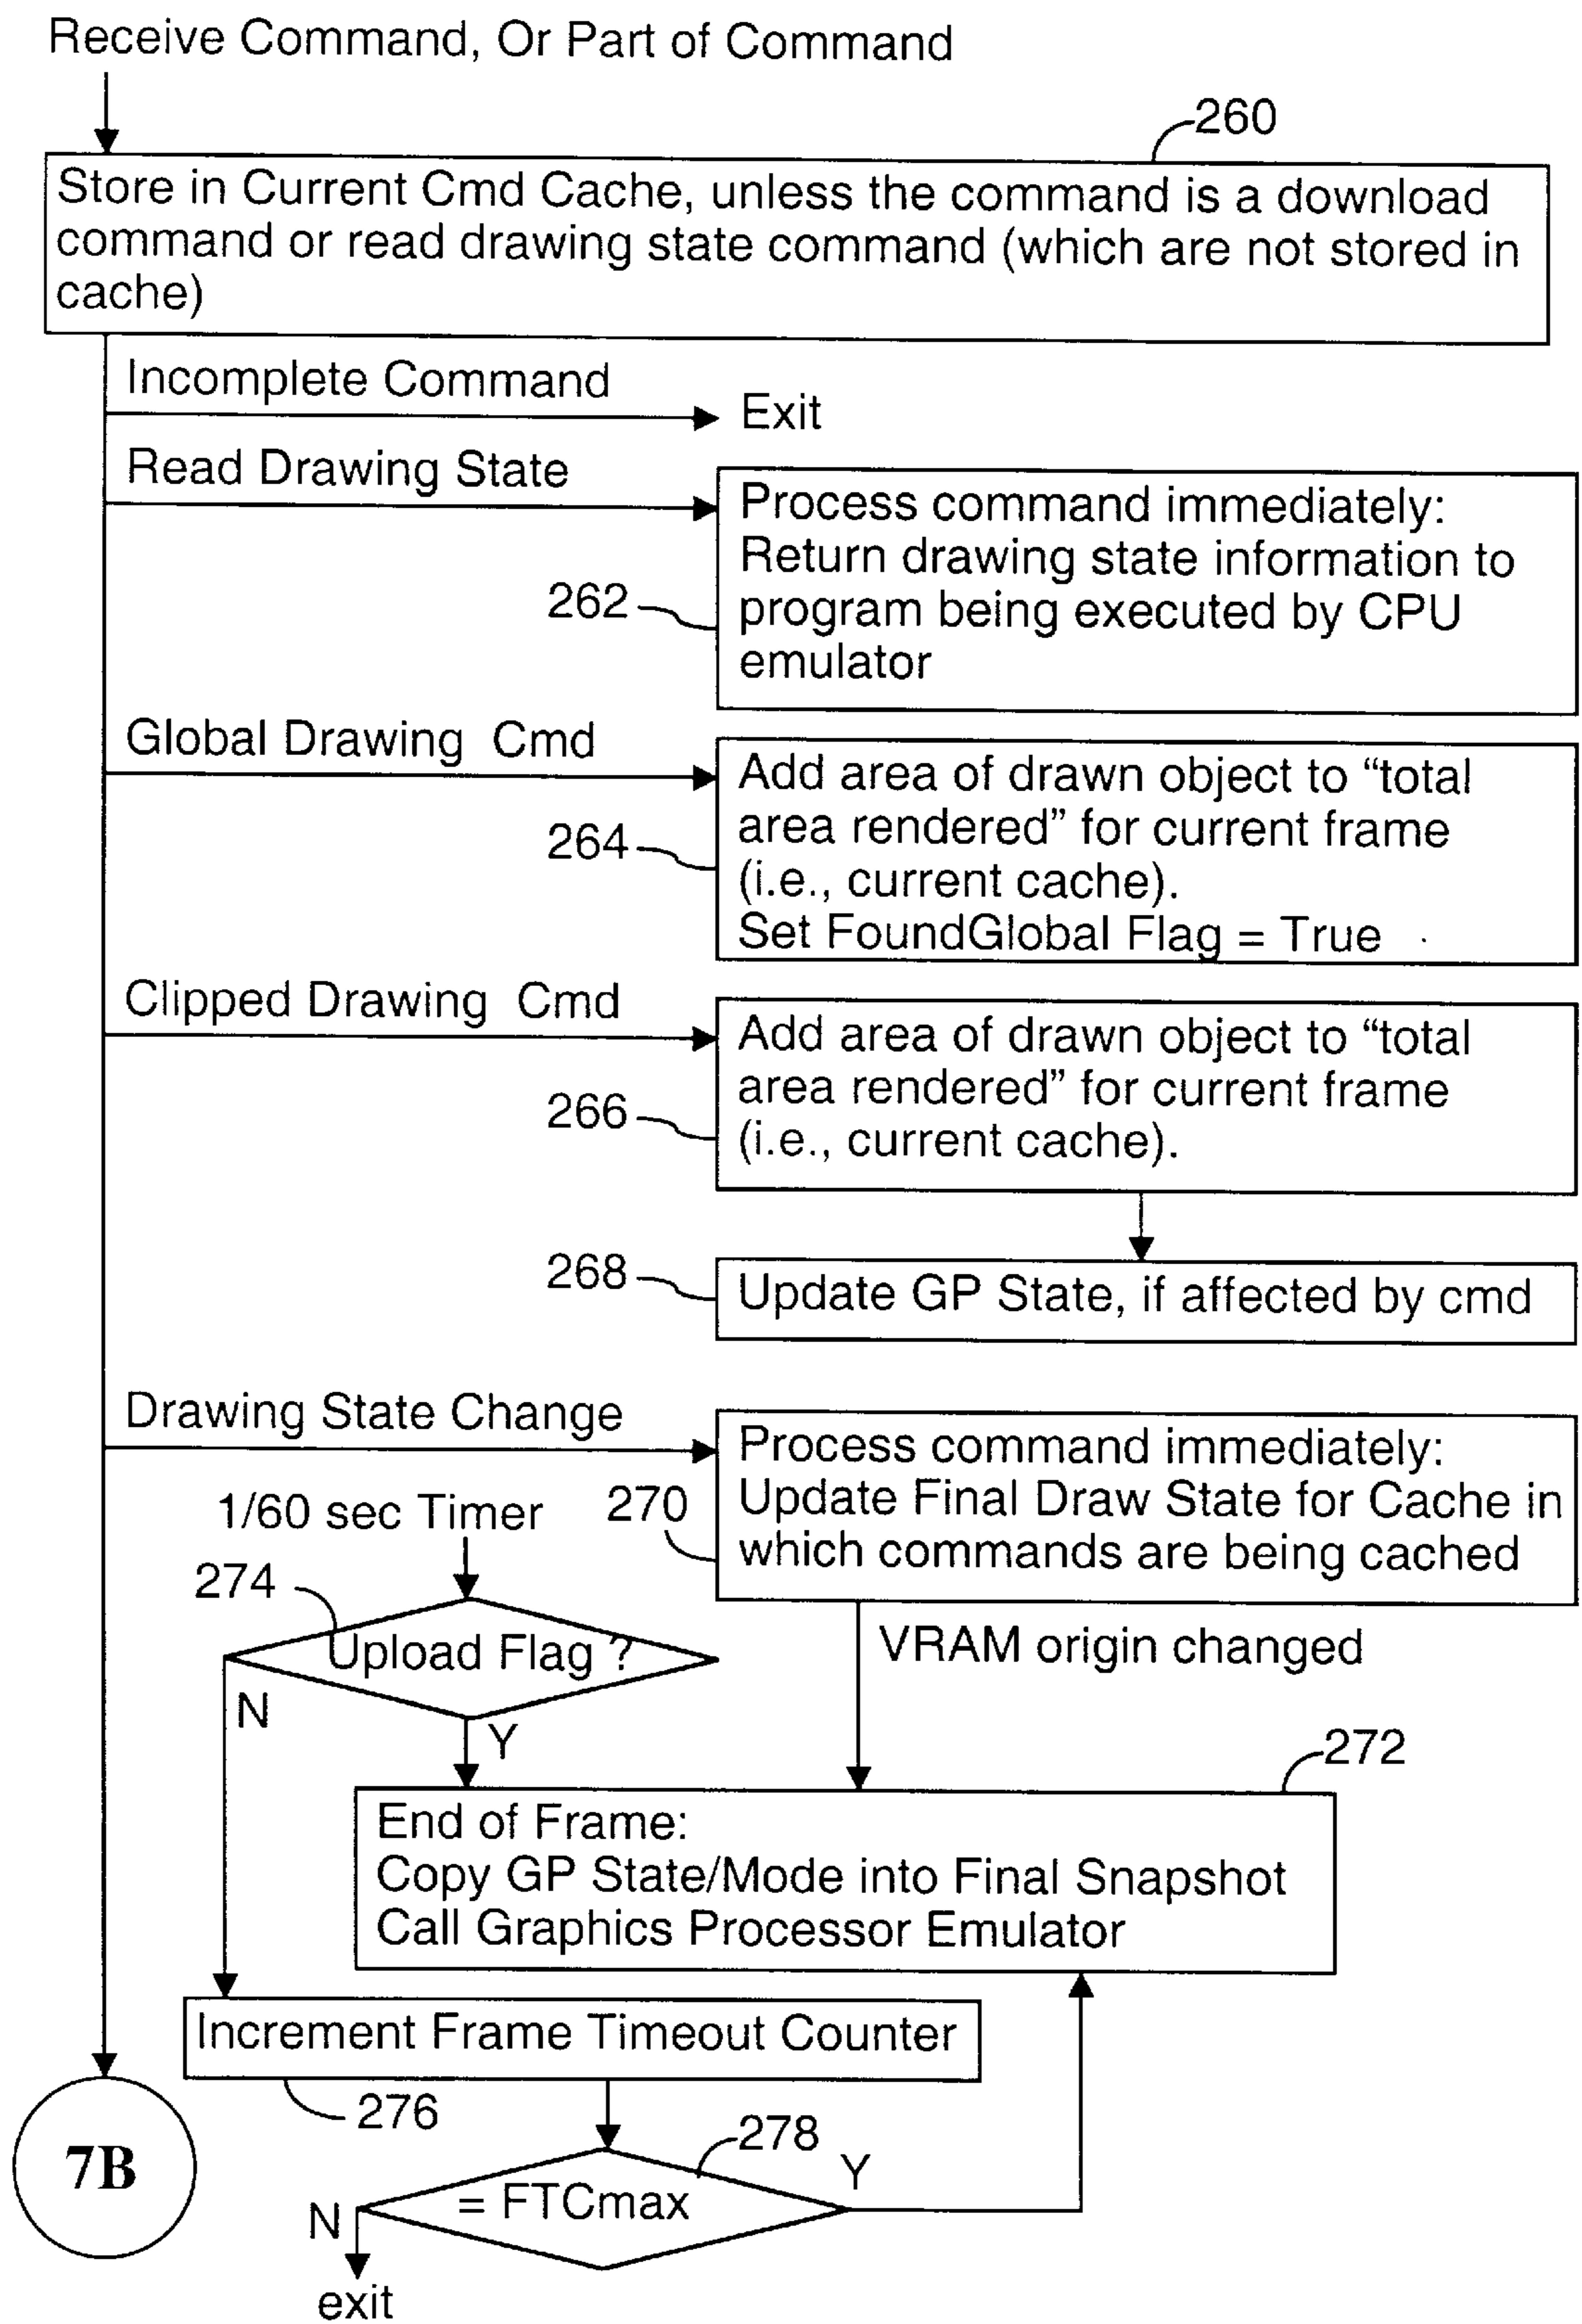 Receive Command, Or Part of Command
260
Store in Current Cmd Cache, unless the command is a download
command or read drawing state command (which are not stored in
cache)
Incomplete Command
Exit
Read Drawing State
Process command immediately:
Return drawing state information to
program being executed by CPU
emulator
262
Global Drawing Cmd
Add area of drawn object to “total
area rendered” for current frame
(i.e., current cache).
Set FoundGlobal Flag = True
264
Clipped Drawing Cmd
Add area of drawn object to “total
area rendered” for current frame
(i.e., current cache).
266
268
Update GP State, if affected by cmd
Drawing State Change
Process command immediately:
Update Final Draw State for Cache in
which commands are being cached
270
1/60 sec Timer
274
Upload Flag ?
VRAM origin changed
N
Y
272
End of Frame:
Copy GP State/Mode into Final Snapshot
Call Graphics Processor Emulator
Increment Frame Timeout Counter
276
278
= FTCmax
Y
N
exit
7B